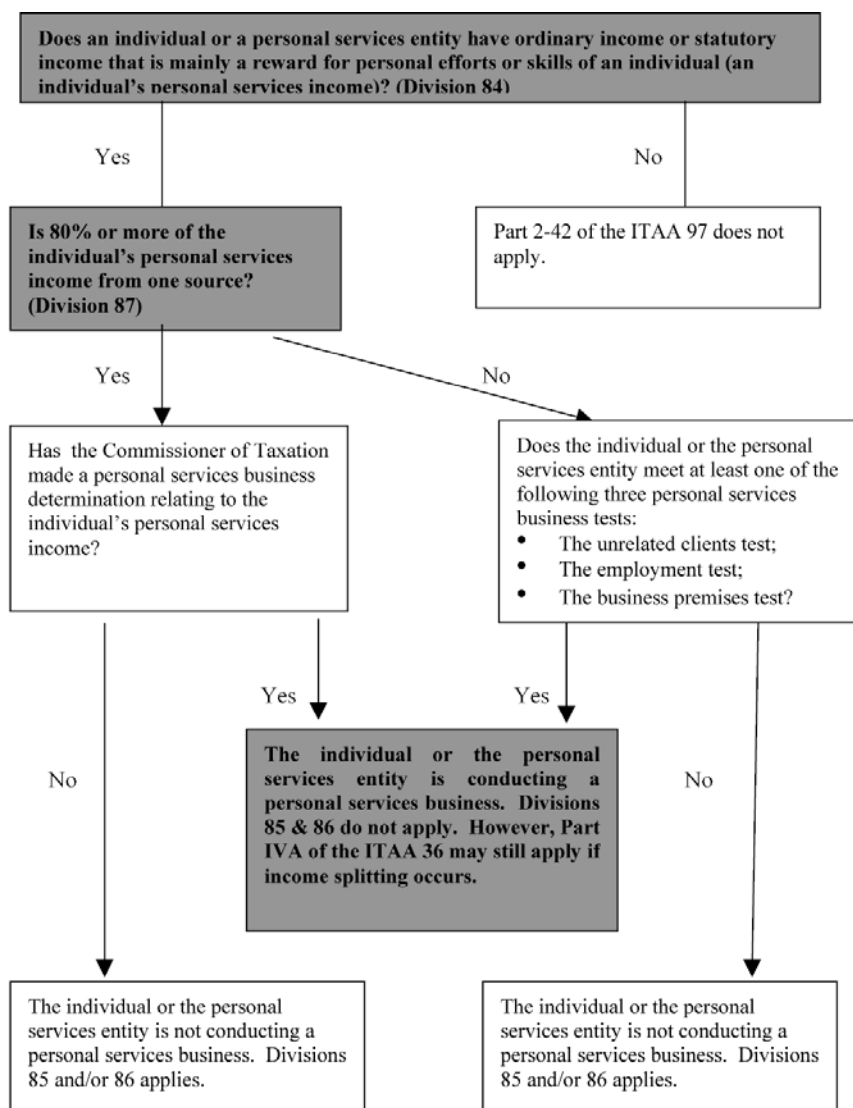 Does an individual or a personal services entity have ordinary income or statutory
income that is mainly a reward for personal efforts or skills of an individual (an
individual's personal services income)? (Division 84)
Yes
No
Is 80% or more of the
individual's personal services
income from one source?
(Division 87)
Part 2-42 of the ITAA 97 does not
apply.
Yes
No
Has the Commissioner of Taxation
made a personal services business
determination relating to the
individual's personal services
income?
Does the individual or the personal
services entity meet at least one of the
following three personal services
business tests:
• The unrelated clients test;
• The employment test;
• The business premises test?
Yes
Yes
No
No
The individual or the personal
services entity is conducting a
personal services business. Divisions
85 & 86 do not apply. However, Part
IVA of the ITAA 36 may still apply if
income splitting occurs.
The individual or the personal
services entity is not conducting a
personal services business. Divisions
85 and/or 86 applies.
The individual or the personal
services entity is not conducting a
personal services business. Divisions
85 and/or 86 applies.